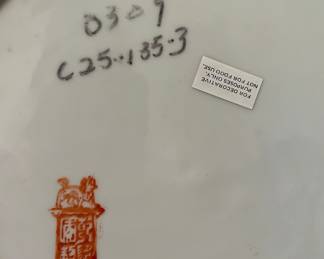 0309
C25..135.3
FOR DECORATIVE
PURPOSES ONLY.
NOT FOR FOOD USE.